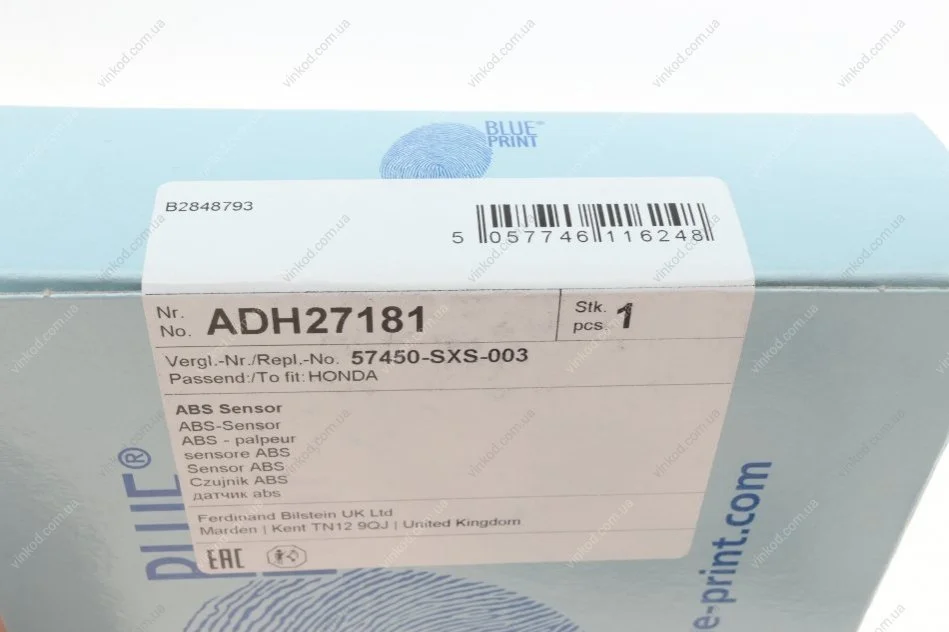 BLUE®
PRINT
B2848793
5 057746 116248
Nr.
No. ADH27181
Stk.
pcs. 1
Vergl.-Nr./Repl.-No. 57450-SXS-003
Passend:/To fit: HONDA
ABS Sensor
ABS-Sensor
ABS - palpeur
sensore ABS
Sensor ABS
Czujnik ABS
датчик abs
Ferdinand Bilstein UK Ltd
Marden | Kent TN12 9QJ | United Kingdom
EAC
BLUE®
e-print.com
vinkod.com.ua